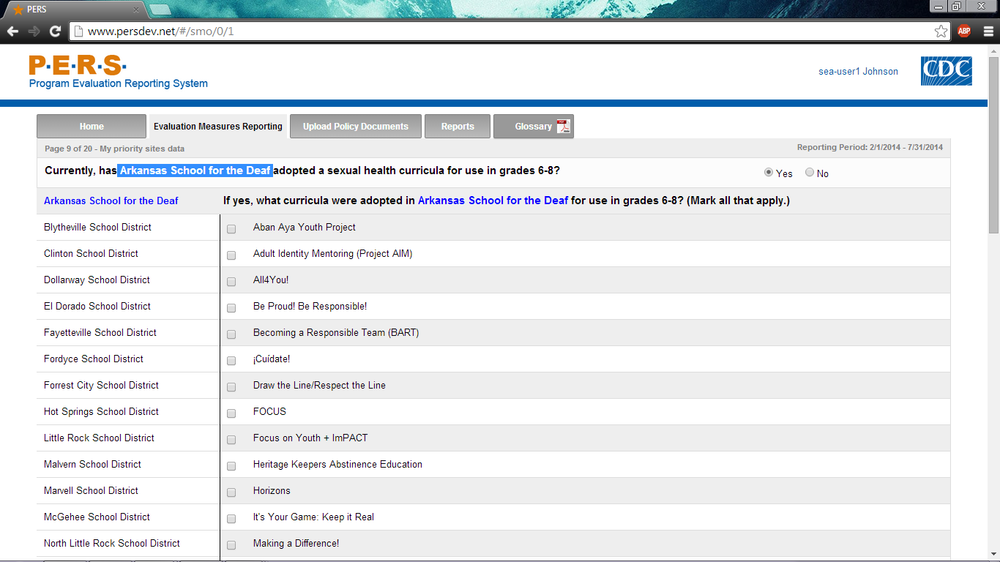 PERS
www.persdev.net/#/smo/0/1
ABP
P·E·R·S·
Program Evaluation Reporting System
sea-user1 Johnson
CDC
Home
Evaluation Measures Reporting
Upload Policy Documents
Reports
Glossary
Page 9 of 20 - My priority sites data
Reporting Period: 2/1/2014 - 7/31/2014
Currently, has Arkansas School for the Deaf adopted a sexual health curricula for use in grades 6-8?
Yes
No
Arkansas School for the Deaf
If yes, what curricula were adopted in Arkansas School for the Deaf for use in grades 6-8? (Mark all that apply.)
Blytheville School District
Aban Aya Youth Project
Clinton School District
Adult Identity Mentoring (Project AIM)
Dollarway School District
All4You!
El Dorado School District
Be Proud! Be Responsible!
Fayetteville School District
Becoming a Responsible Team (BART)
Fordyce School District
¡Cuídate!
Forrest City School District
Draw the Line/Respect the Line
Hot Springs School District
FOCUS
Little Rock School District
Focus on Youth + ImPACT
Malvern School District
Heritage Keepers Abstinence Education
Marvell School District
Horizons
McGehee School District
It's Your Game: Keep it Real
North Little Rock School District
Making a Difference!